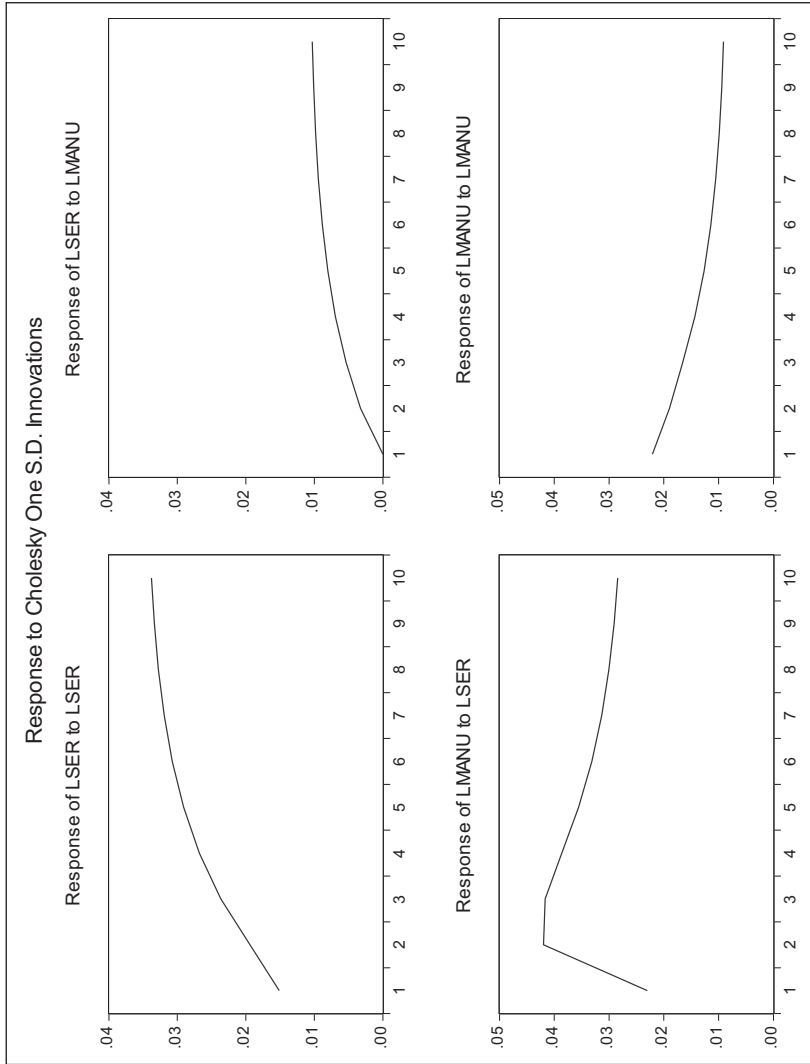 Response to Cholesky One S.D. Innovations
Response of LSER to LSER
.04
.03
.02
.01
.00
1 2 3 4 5 6 7 8 9 10
Response of LSER to LMANU
.04
.03
.02
.01
.00
1 2 3 4 5 6 7 8 9 10
Response of LMANU to LSER
.05
.04
.03
.02
.01
.00
1 2 3 4 5 6 7 8 9 10
Response of LMANU to LMANU
.05
.04
.03
.02
.01
.00
1 2 3 4 5 6 7 8 9 10